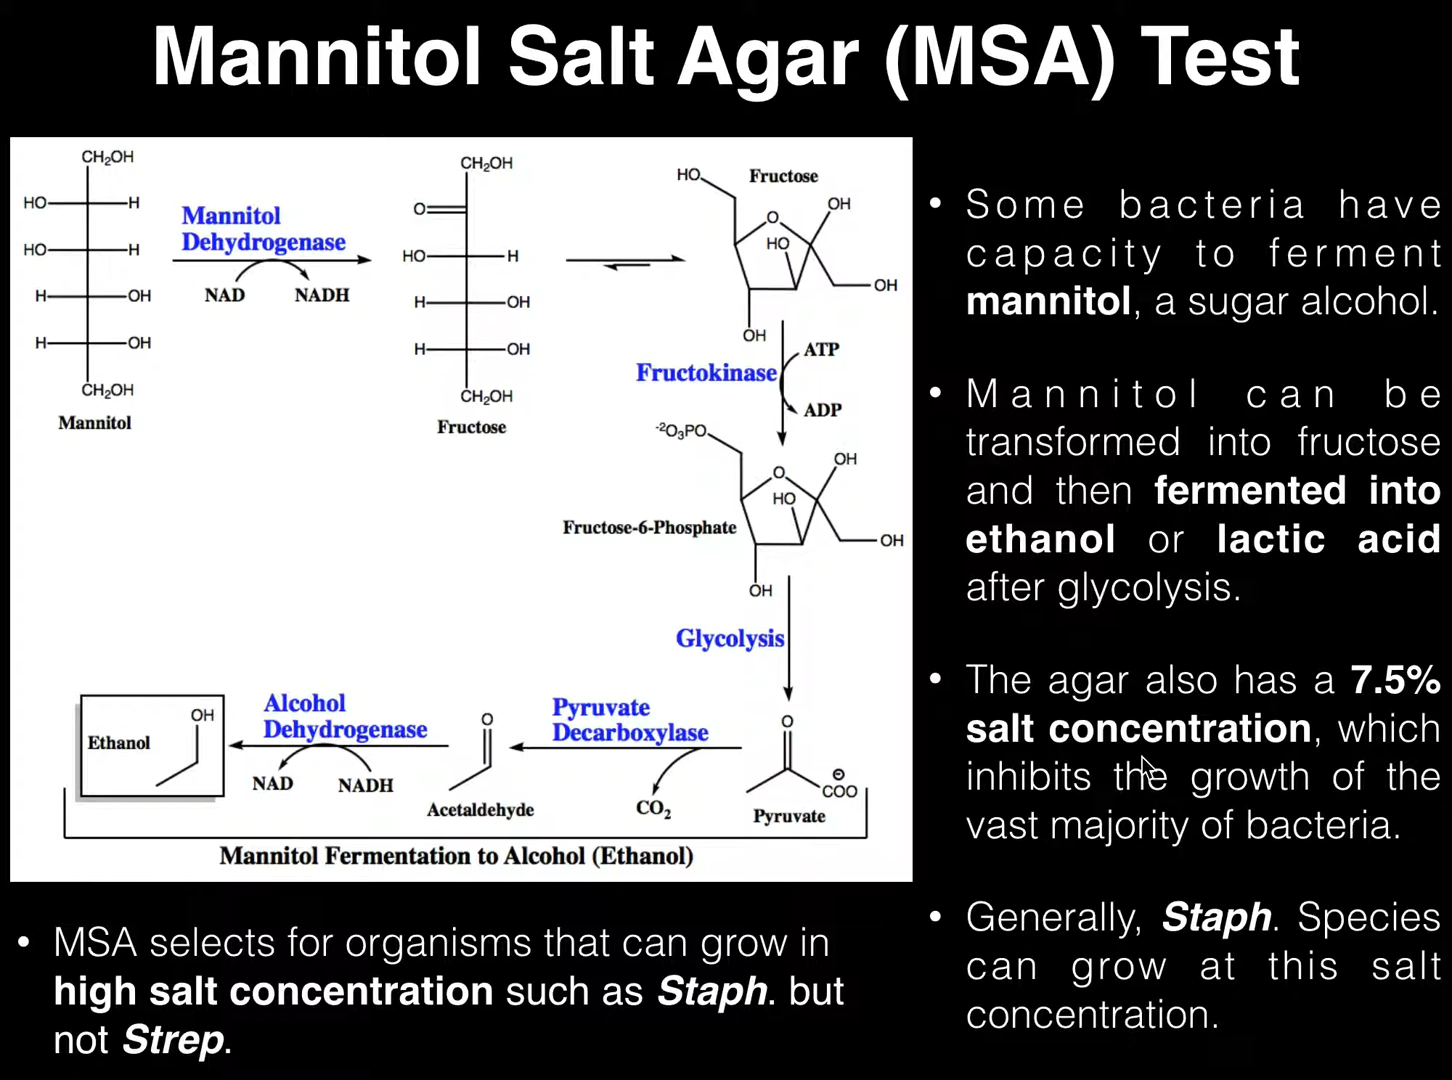 Mannitol Salt Agar (MSA) Test
CH₂OH
HO H
HO H
H OH
H OH
CH₂OH
Mannitol
Mannitol
Dehydrogenase
NAD NADH
CH₂OH
O
HO H
H OH
H OH
CH₂OH
Fructose
HO Fructose
OH
O
HO
OH
OH
Fructokinase
ATP
ADP
-2O₃PO
OH
O
HO
Fructose-6-Phosphate
OH
OH
Glycolysis
O
⊖
COO
Pyruvate
Pyruvate
Decarboxylase
CO₂
O
Acetaldehyde
Alcohol
Dehydrogenase
NAD NADH
OH
Ethanol
Mannitol Fermentation to Alcohol (Ethanol)
• MSA selects for organisms that can grow in
high salt concentration such as Staph. but
not Strep.
• Some bacteria have
capacity to ferment
mannitol, a sugar alcohol.
• Mannitol can be
transformed into fructose
and then fermented into
ethanol or lactic acid
after glycolysis.
• The agar also has a 7.5%
salt concentration, which
inhibits the growth of the
vast majority of bacteria.
• Generally, Staph. Species
can grow at this salt
concentration.